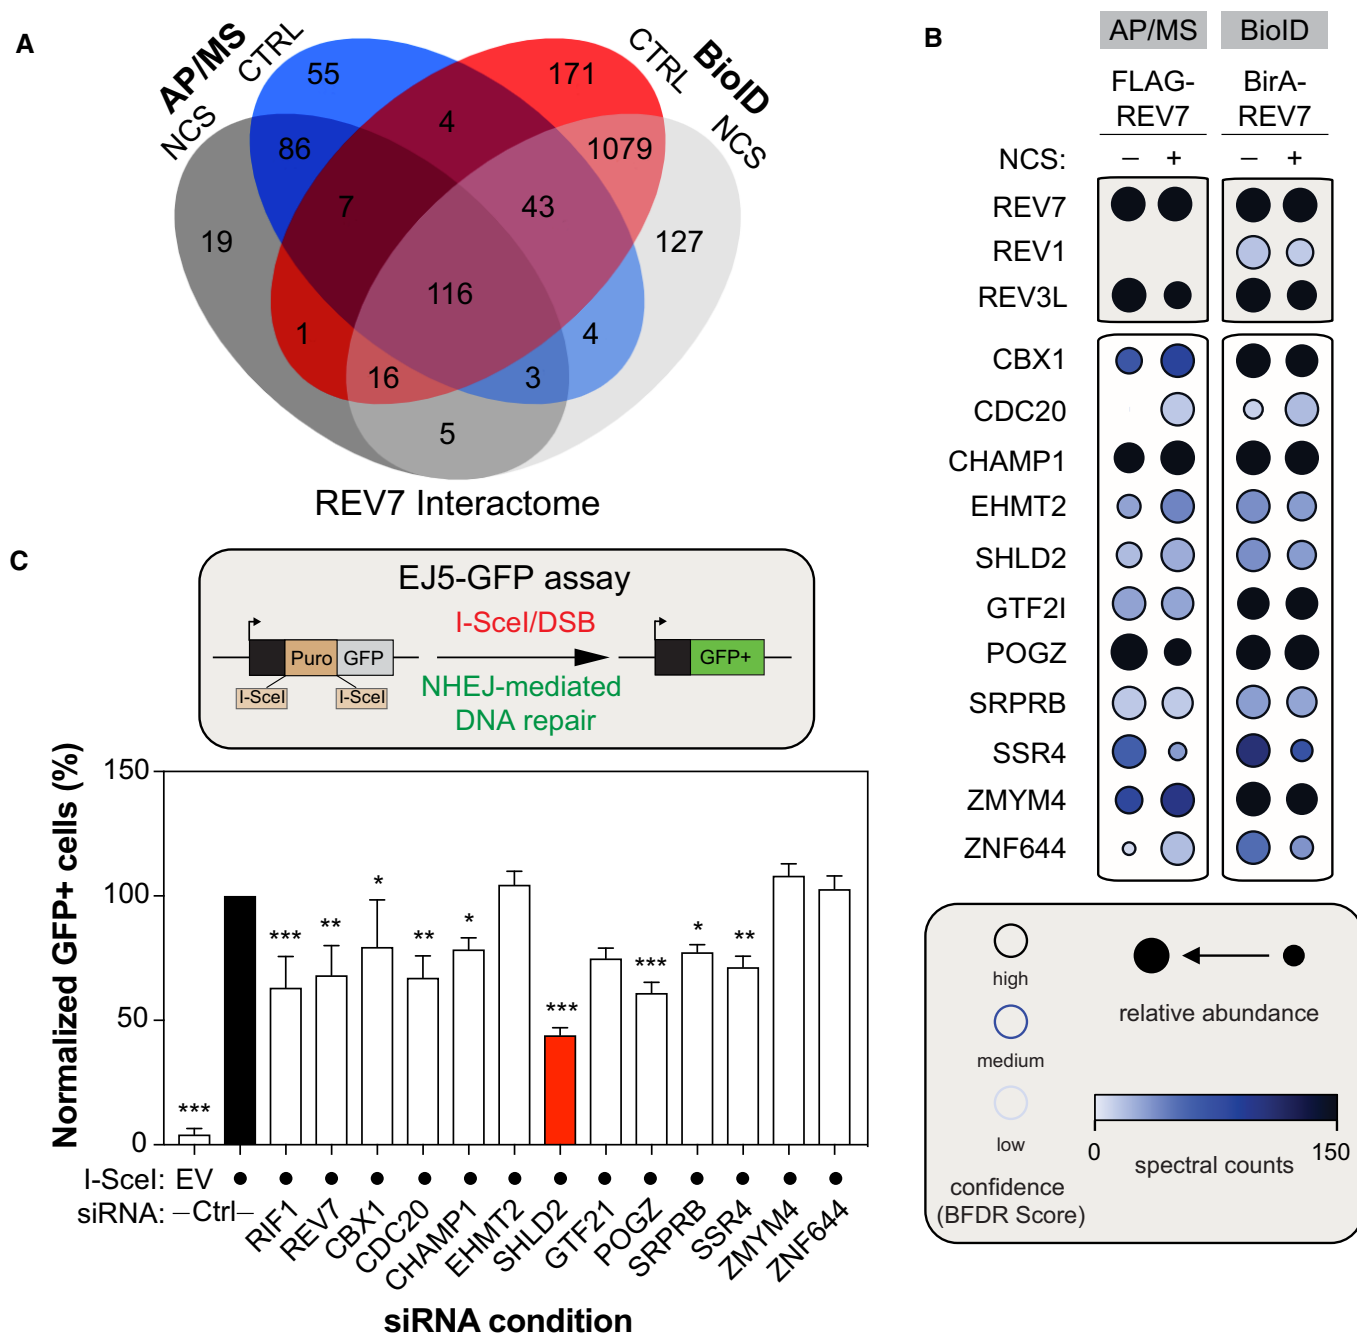 A
AP/MS
CTRL
NCS
CTRL
BioID
NCS
55
171
4
86
1079
7
43
19
127
116
1
4
16
3
5
REV7 Interactome
B
AP/MS BioID
FLAG-
REV7
BirA-
REV7
NCS: – + – +
REV7
REV1
REV3L
CBX1
CDC20
CHAMP1
EHMT2
SHLD2
GTF2I
POGZ
SRPRB
SSR4
ZMYM4
ZNF644
high
medium
low
confidence
(BFDR Score)
relative abundance
0 150
spectral counts
C
EJ5-GFP assay
I-SceI/DSB
Puro GFP
I-SceI I-SceI
NHEJ-mediated
DNA repair
GFP+
Normalized GFP+ cells (%)
150
100
50
0
***
***
**
*
**
*
***
***
*
**
I-SceI: EV
siRNA: –Ctrl–
RIF1
REV7
CBX1
CDC20
CHAMP1
EHMT2
SHLD2
GTF21
POGZ
SRPRB
SSR4
ZMYM4
ZNF644
siRNA condition